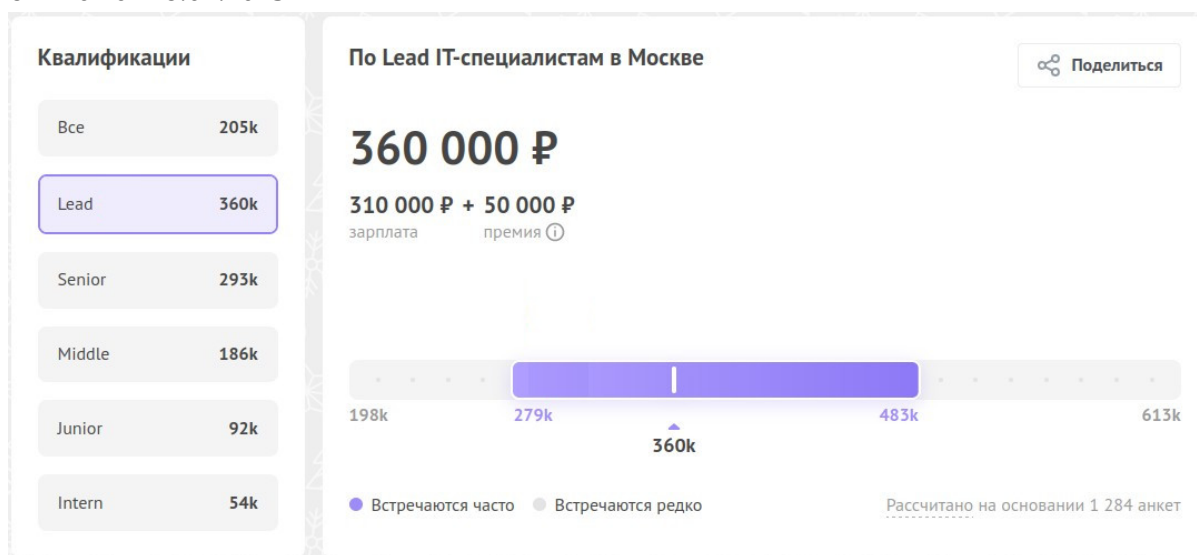 Квалификации
Все 205k
Lead 360k
Senior 293k
Middle 186k
Junior 92k
Intern 54k
По Lead IT-специалистам в Москве
Поделиться
360 000 ₽
310 000 ₽ + 50 000 ₽
зарплата премия
198k 279k 483k 613k
360k
Встречаются часто Встречаются редко
Рассчитано на основании 1 284 анкет